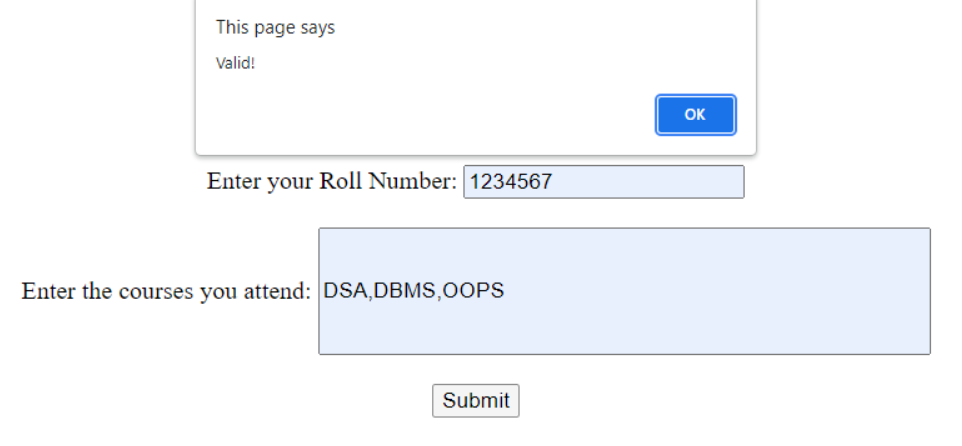 This page says
Valid!
OK
Enter your Roll Number: 1234567
Enter the courses you attend: DSA,DBMS,OOPS
Submit